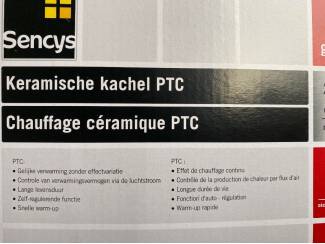 Sencys
Keramische kachel PTC
Chauffage céramique PTC
PTC:
• Gelijke verwarming zonder effectvariatie
• Controle van verwarmingsvermogen via de luchtstroom
• Lange levensduur
• Zelf-regulerende functie
• Snelle warm-up
PTC :
• Effet de chauffage continu
• Contrôle de la production de chaleur par flux d'air
• Longue durée de vie
• Fonction d'auto - régulation
• Warm-up rapide